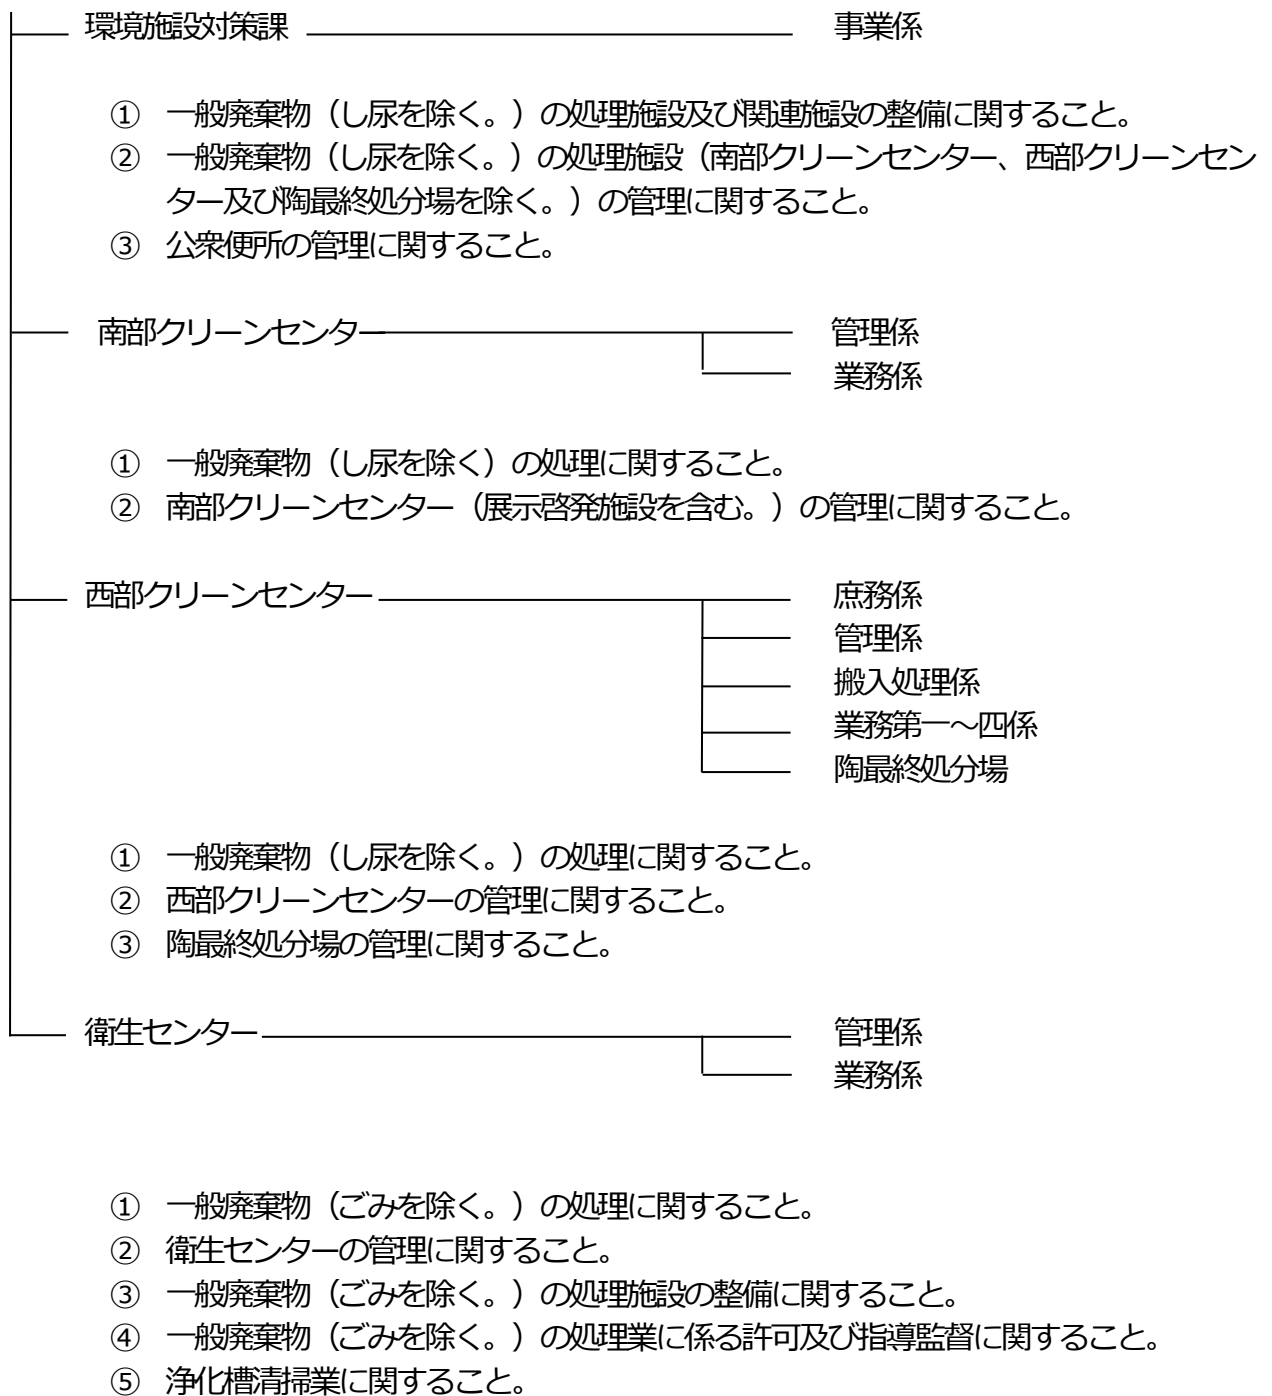 環境施設対策課 事業係
① 一般廃棄物（し尿を除く。）の処理施設及び関連施設の整備に関すること。
② 一般廃棄物（し尿を除く。）の処理施設（南部クリーンセンター、西部クリーンセン
ター及び陶最終処分場を除く。）の管理に関すること。
③ 公衆便所の管理に関すること。
南部クリーンセンター 管理係
業務係
① 一般廃棄物（し尿を除く）の処理に関すること。
② 南部クリーンセンター（展示啓発施設を含む。）の管理に関すること。
西部クリーンセンター 庶務係
管理係
搬入処理係
業務第一～四係
陶最終処分場
① 一般廃棄物（し尿を除く。）の処理に関すること。
② 西部クリーンセンターの管理に関すること。
③ 陶最終処分場の管理に関すること。
衛生センター 管理係
業務係
① 一般廃棄物（ごみを除く。）の処理に関すること。
② 衛生センターの管理に関すること。
③ 一般廃棄物（ごみを除く。）の処理施設の整備に関すること。
④ 一般廃棄物（ごみを除く。）の処理業に係る許可及び指導監督に関すること。
⑤ 浄化槽清掃業に関すること。